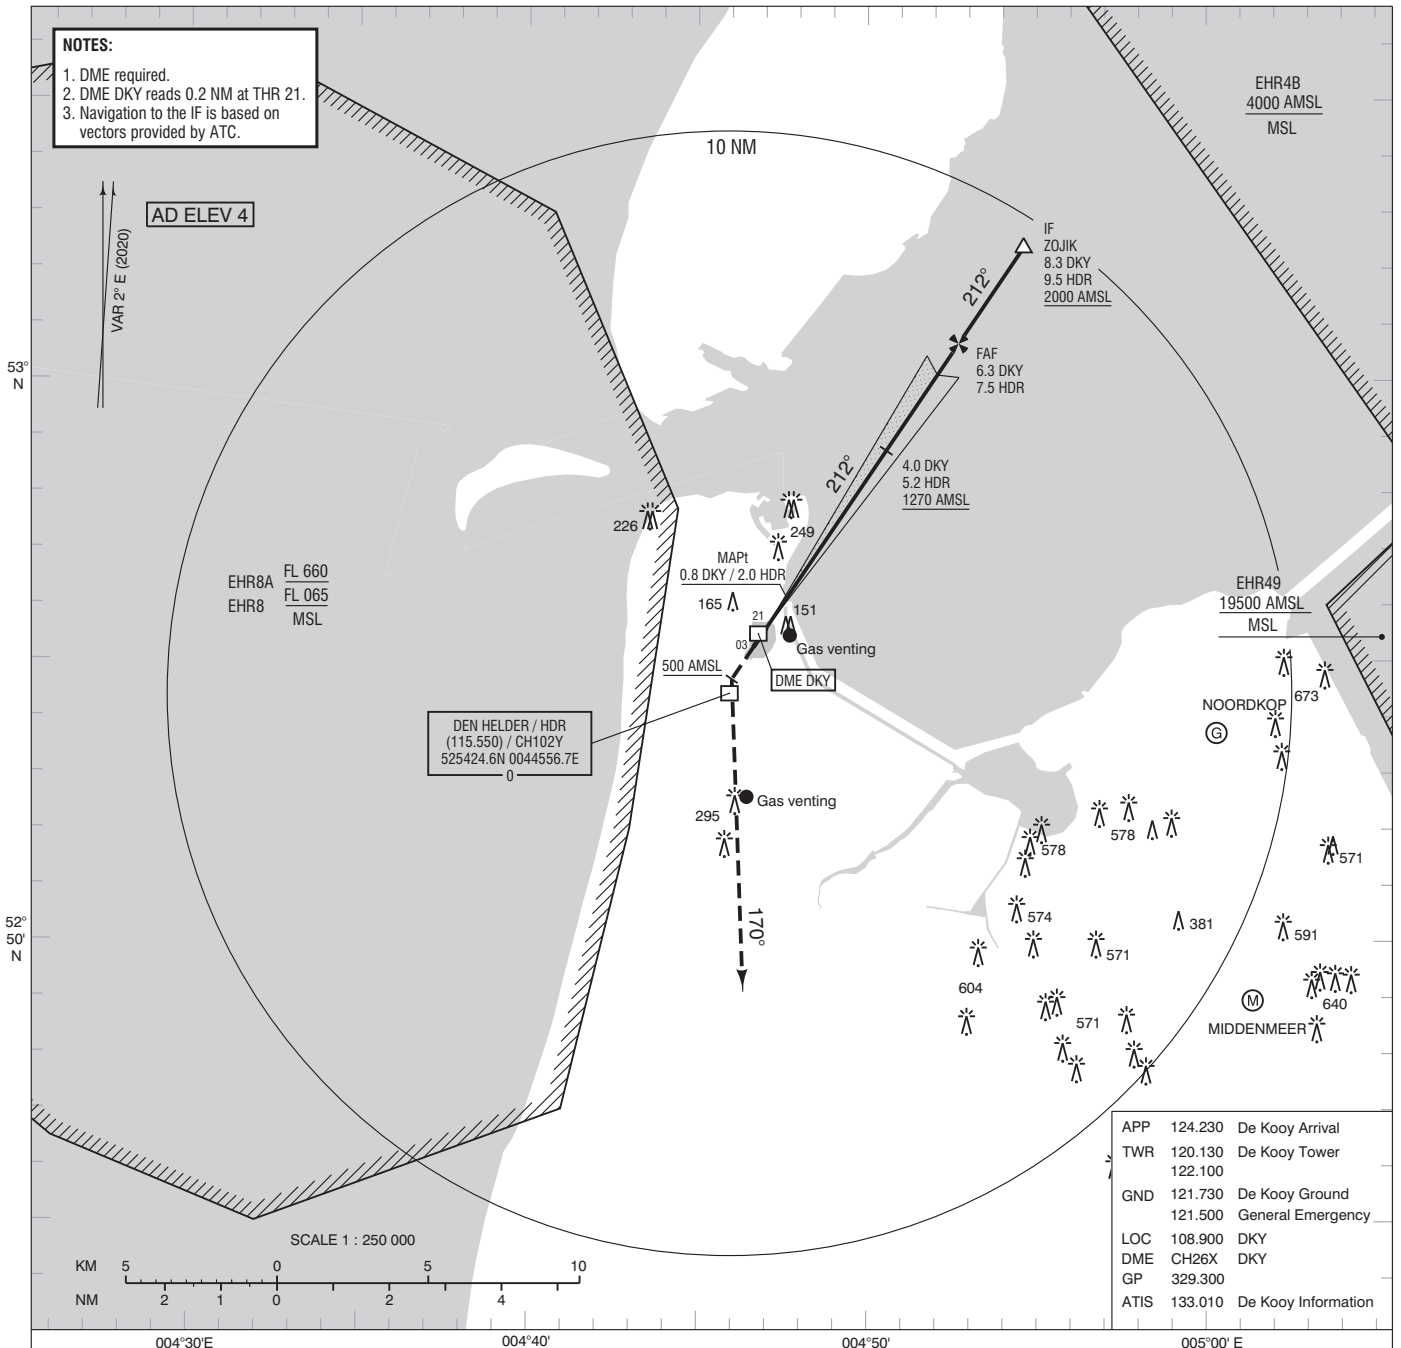 NOTES:
1. DME required.
2. DME DKY reads 0.2 NM at THR 21.
3. Navigation to the IF is based on
vectors provided by ATC.
AD ELEV 4
VAR 2° E (2020)
10 NM
EHR4B
4000 AMSL
MSL
IF
ZOJIK
8.3 DKY
9.5 HDR
2000 AMSL
212°
FAF
6.3 DKY
7.5 HDR
53°
N
212°
4.0 DKY
5.2 HDR
1270 AMSL
226
249
MAPt
0.8 DKY / 2.0 HDR
165
151
21
03
Gas venting
EHR8A
FL 660
EHR8
FL 065
MSL
EHR49
19500 AMSL
MSL
500 AMSL
DME DKY
673
NOORDKOP
G
DEN HELDER / HDR
(115.550) / CH102Y
525424.6N 0044556.7E
0
295
Gas venting
578
578
571
574
381
591
571
170°
52°
50'
N
604
571
640
M
MIDDENMEER
SCALE 1 : 250 000
KM
5
0
5
10
NM
2
1
0
2
4
APP 124.230 De Kooy Arrival
TWR 120.130 De Kooy Tower
122.100
GND 121.730 De Kooy Ground
121.500 General Emergency
LOC 108.900 DKY
DME CH26X DKY
GP 329.300
ATIS 133.010 De Kooy Information
004°30'E
004°40'
004°50'
005°00' E